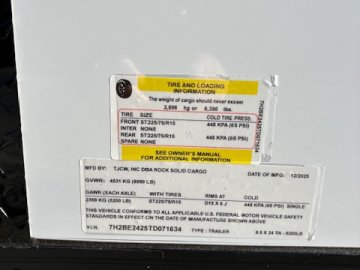 TIRE AND LOADING
INFORMATION
The weight of cargo should never exceed
2,898 kg or 6,390 lbs.
TIRE SIZE COLD TIRE PRESS.
FRONT ST225/75/R15 448 KPA (65 PSI)
INTER NONE
REAR ST225/75/R15 448 KPA (65 PSI)
SPARE NONE
SEE OWNER'S MANUAL
FOR ADDITIONAL INFORMATION
7H2BE2425TD071634
MFD BY: TJCW, INC DBA ROCK SOLID CARGO DATE OF MFG.: 12/2025
GVWR: 4531 KG (9990 LB)
GAWR (EACH AXLE) WITH TIRES RIMS AT COLD
2359 KG (5200 LB) ST225/75/R15 D15 X 6 J 448 KPA (65 PSI) SINGLE
THIS VEHICLE CONFORMS TO ALL APPLICABLE U.S. FEDERAL MOTOR VEHICLE SAFETY
STANDARDS IN EFFECT ON THE DATE OF MANUFACTURE SHOWN ABOVE.
V.I.N. 7H2BE2425TD071634 TYPE: TRAILER 8.5 X 24 TA -5200LB